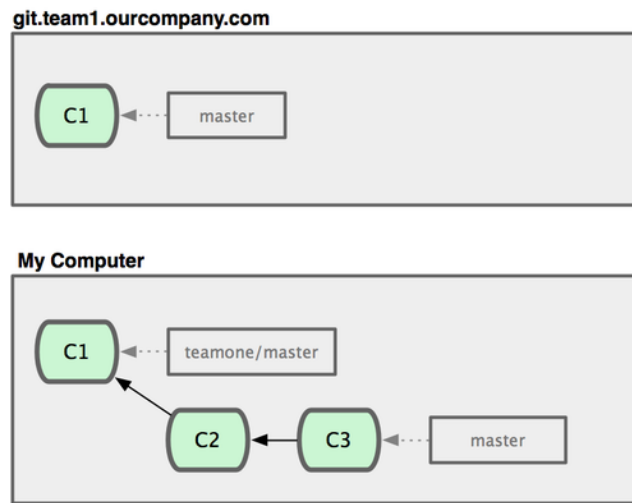 git.team1.ourcompany.com
C1
master
My Computer
C1
teamone/master
C2
C3
master